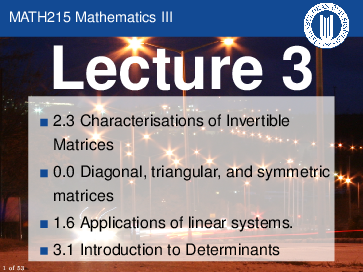 MATH215 Mathematics III
Lecture 3
■ 2.3 Characterisations of Invertible
Matrices
■ 0.0 Diagonal, triangular, and symmetric
matrices
■ 1.6 Applications of linear systems.
■ 3.1 Introduction to Determinants
1 of 53